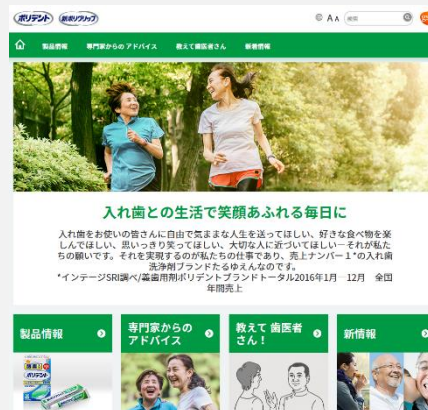 ポリデント 新ポリグリップ
A A 検索
製品情報 専門家からの アドバイス 教えて歯医者さん 新着情報
入れ歯との生活で笑顔あふれる毎日に
入れ歯をお使いの皆さんに自由で気ままな人生を送ってほしい、好きな食べ物を楽
しんでほしい、思いっきり笑ってほしい、大切な人に近づいてほしい―それが私た
ちの願いです。それを実現するのが私たちの仕事であり、売上ナンバー１*の入れ歯
洗浄剤ブランドたるゆえんなのです。
*インテージSRI調べ/義歯用剤ポリデントブランドトータル2016年1月―12月 全国
年間売上
製品情報
専門家からの
アドバイス
教えて 歯医者
さん！
新情報
ポリデント